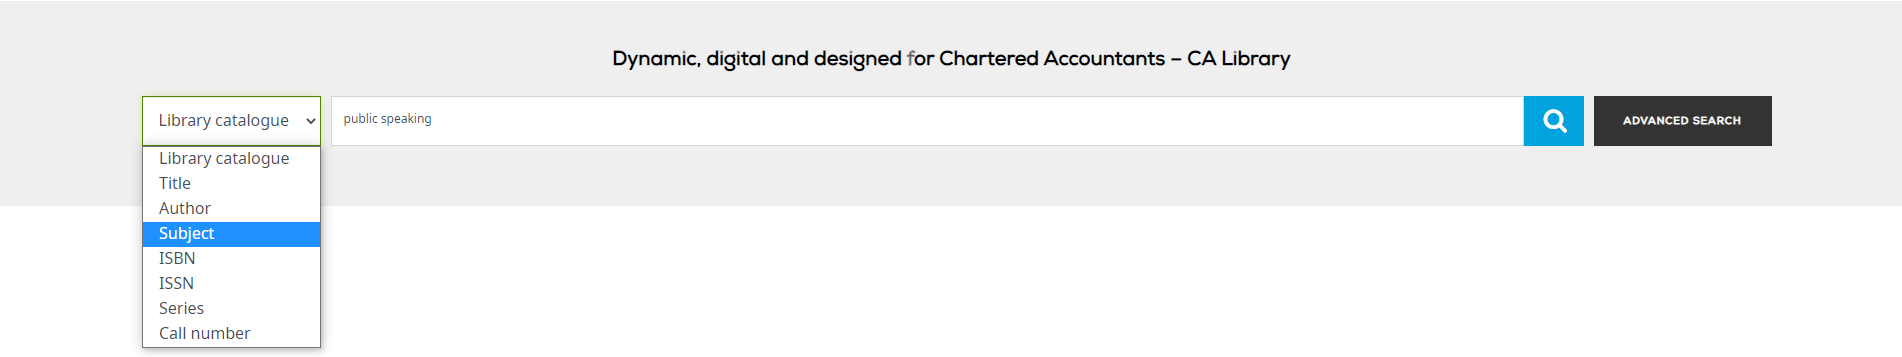 Dynamic, digital and designed for Chartered Accountants – CA Library
Library catalogue public speaking ADVANCED SEARCH
Library catalogue
Title
Author
Subject
ISBN
ISSN
Series
Call number